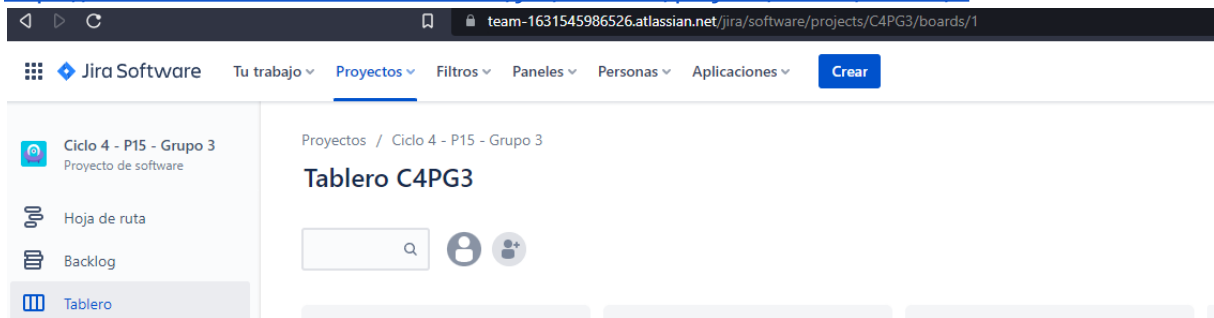 team-1631545986526.atlassian.net/jira/software/projects/C4PG3/boards/1
Jira Software Tu trabajo Proyectos Filtros Paneles Personas Aplicaciones Crear
Ciclo 4 - P15 - Grupo 3
Proyecto de software
Proyectos / Ciclo 4 - P15 - Grupo 3
Tablero C4PG3
Hoja de ruta
Backlog
Tablero